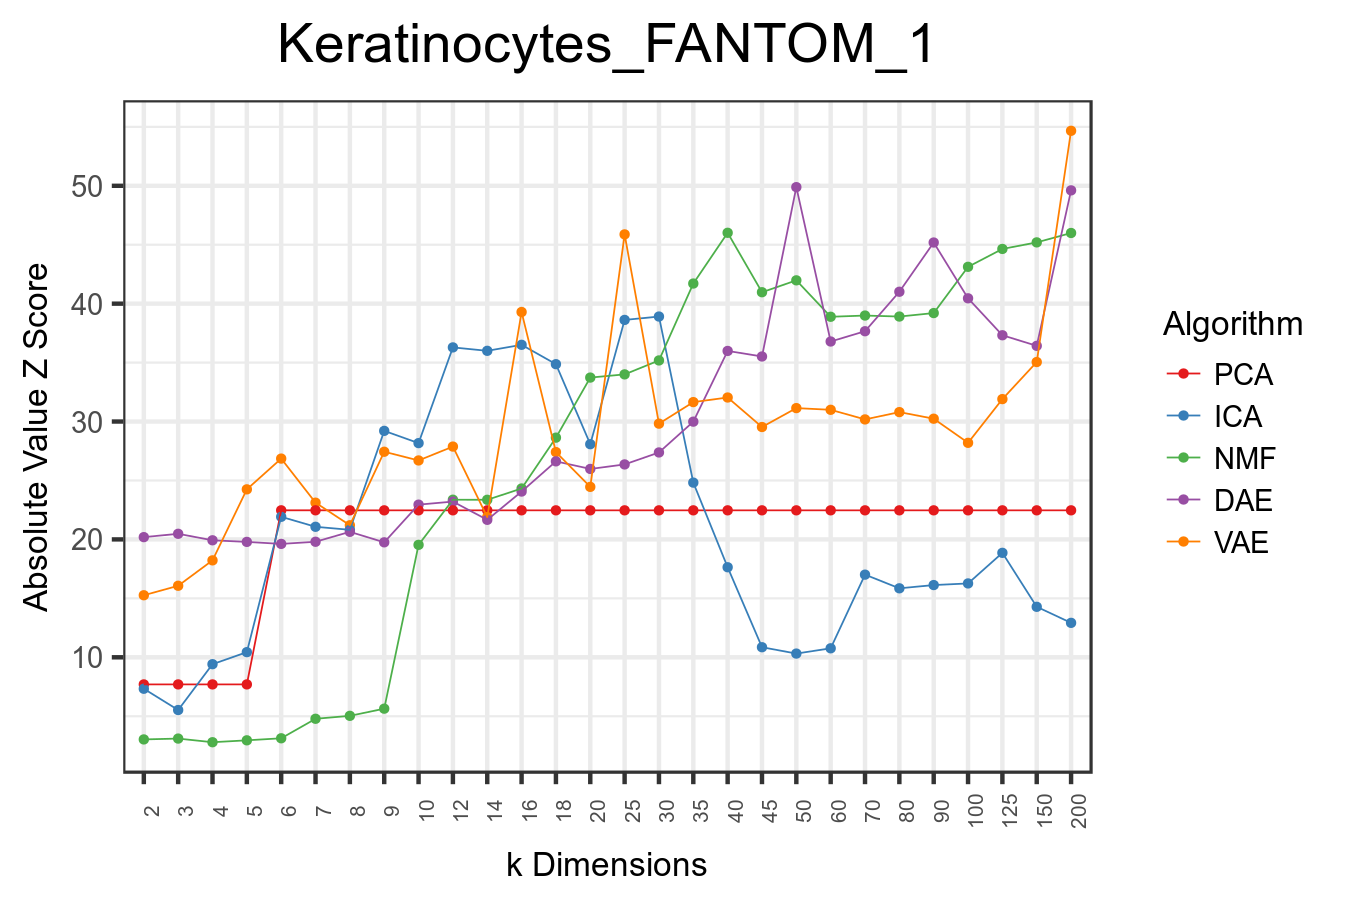 Keratinocytes_FANTOM_1
Absolute Value Z Score
50
40
30
20
10
2 3 4 5 6 7 8 9 10 12 14 16 18 20 25 30 35 40 45 50 60 70 80 90 100 125 150 200
k Dimensions
Algorithm
PCA
ICA
NMF
DAE
VAE